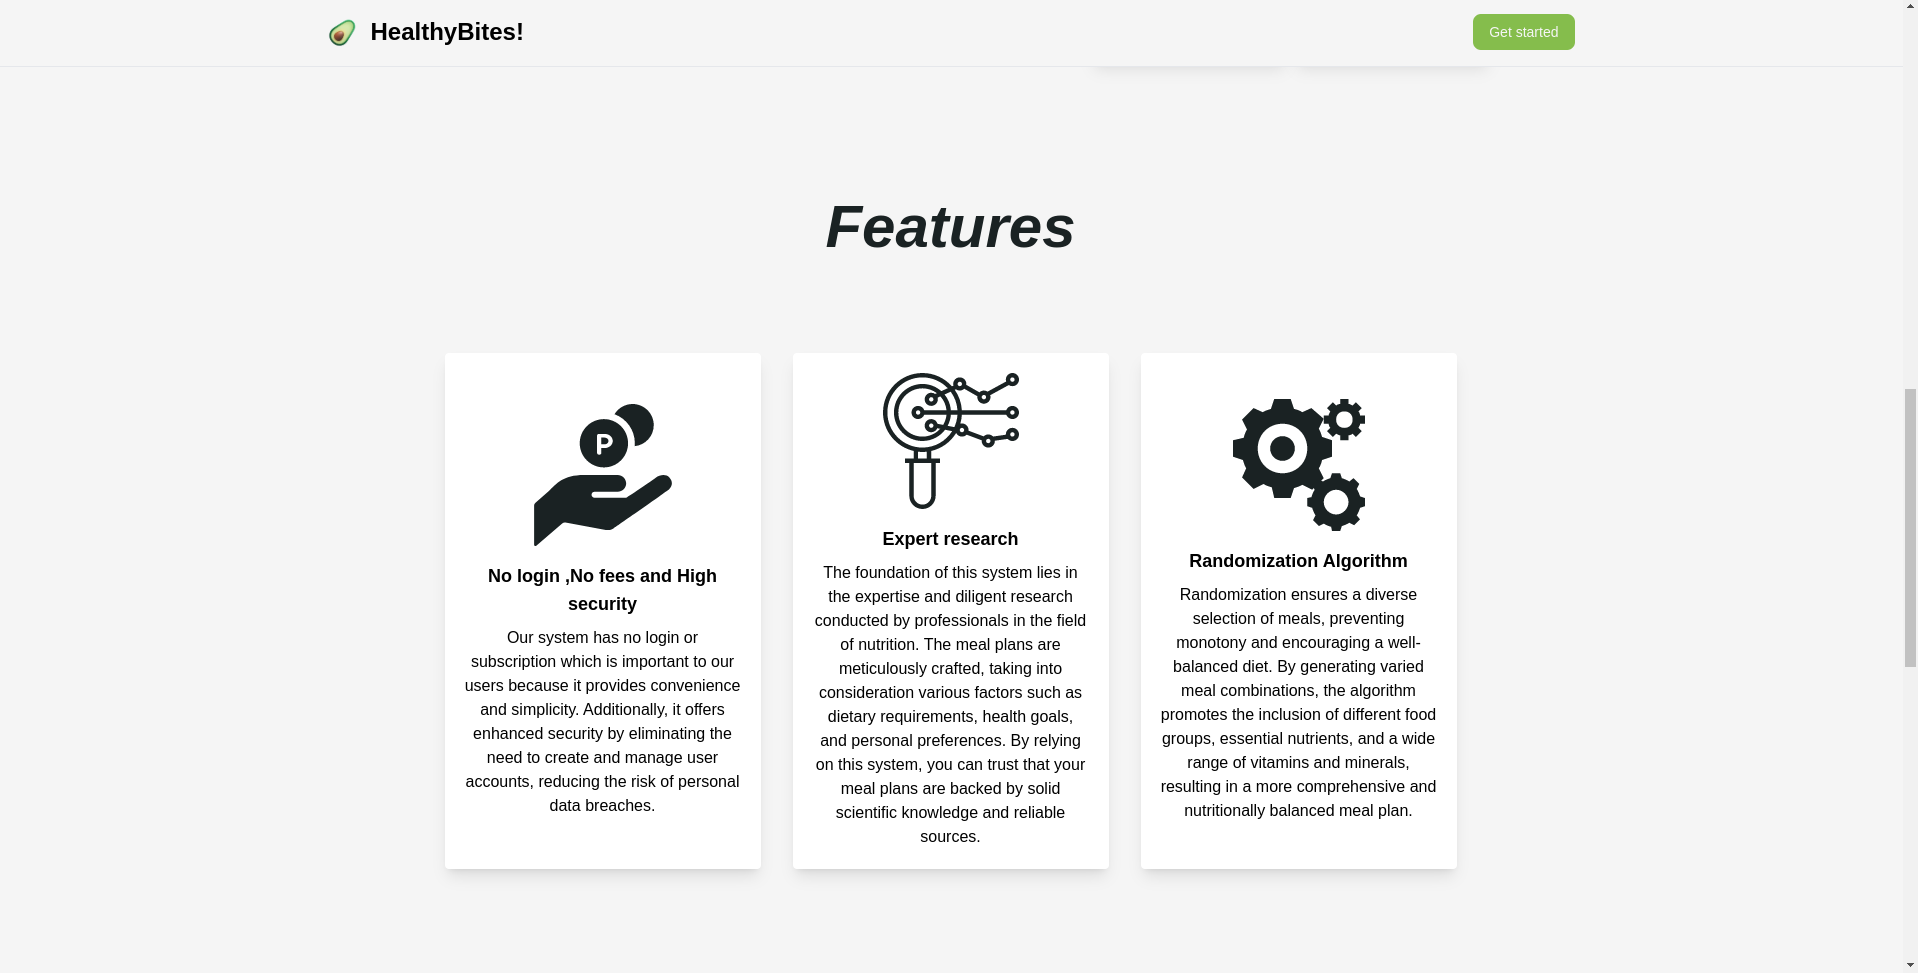 HealthyBites!
Get started
Features
P
No login ,No fees and High
security
Our system has no login or
subscription which is important to our
users because it provides convenience
and simplicity. Additionally, it offers
enhanced security by eliminating the
need to create and manage user
accounts, reducing the risk of personal
data breaches.
Expert research
The foundation of this system lies in
the expertise and diligent research
conducted by professionals in the field
of nutrition. The meal plans are
meticulously crafted, taking into
consideration various factors such as
dietary requirements, health goals,
and personal preferences. By relying
on this system, you can trust that your
meal plans are backed by solid
scientific knowledge and reliable
sources.
Randomization Algorithm
Randomization ensures a diverse
selection of meals, preventing
monotony and encouraging a well-
balanced diet. By generating varied
meal combinations, the algorithm
promotes the inclusion of different food
groups, essential nutrients, and a wide
range of vitamins and minerals,
resulting in a more comprehensive and
nutritionally balanced meal plan.